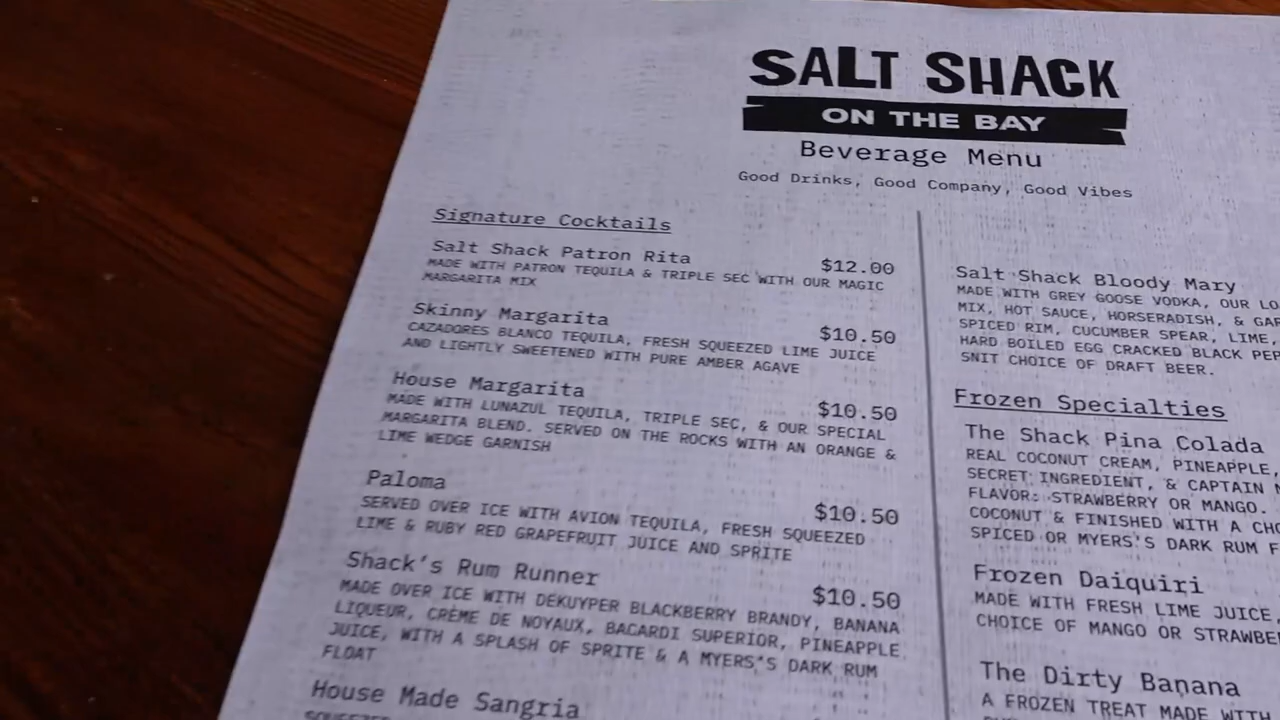 SALT SHACK
ON THE BAY
Beverage Menu
Good Drinks, Good Company, Good Vibes
Signature Cocktails
Salt Shack Patron Rita $12.00
MADE WITH PATRON TEQUILA & TRIPLE SEC WITH OUR MAGIC
MARGARITA MIX
Skinny Margarita $10.50
CAZADORES BLANCO TEQUILA, FRESH SQUEEZED LIME JUICE
AND LIGHTLY SWEETENED WITH PURE AMBER AGAVE
House Margarita $10.50
MADE WITH LUNAZUL TEQUILA, TRIPLE SEC, & OUR SPECIAL
MARGARITA BLEND. SERVED ON THE ROCKS WITH AN ORANGE &
LIME WEDGE GARNISH
Paloma $10.50
SERVED OVER ICE WITH AVION TEQUILA, FRESH SQUEEZED
LIME & RUBY RED GRAPEFRUIT JUICE AND SPRITE
Shack's Rum Runner $10.50
MADE OVER ICE WITH DEKUYPER BLACKBERRY BRANDY, BANANA
LIQUEUR, CRÈME DE NOYAUX, BACARDI SUPERIOR, PINEAPPLE
JUICE, WITH A SPLASH OF SPRITE & A MYERS'S DARK RUM
FLOAT
House Made Sangria
Salt Shack Bloody Mary
MADE WITH GREY GOOSE VODKA, OUR
MIX, HOT SAUCE, HORSERADISH, &
SPICED RIM, CUCUMBER SPEAR, LIME,
HARD BOILED EGG CRACKED BLACK
SNIT CHOICE OF DRAFT BEER.
Frozen Specialties
The Shack Pina Colada
REAL COCONUT CREAM, PINEAPPLE,
SECRET INGREDIENT, & CAPTAIN
FLAVOR: STRAWBERRY OR MANGO.
COCONUT & FINISHED WITH A
SPICED OR MYERS'S DARK RUM
Frozen Daiquiri
MADE WITH FRESH LIME JUICE,
CHOICE OF MANGO OR
The Dirty Banana
A FROZEN TREAT MADE WITH